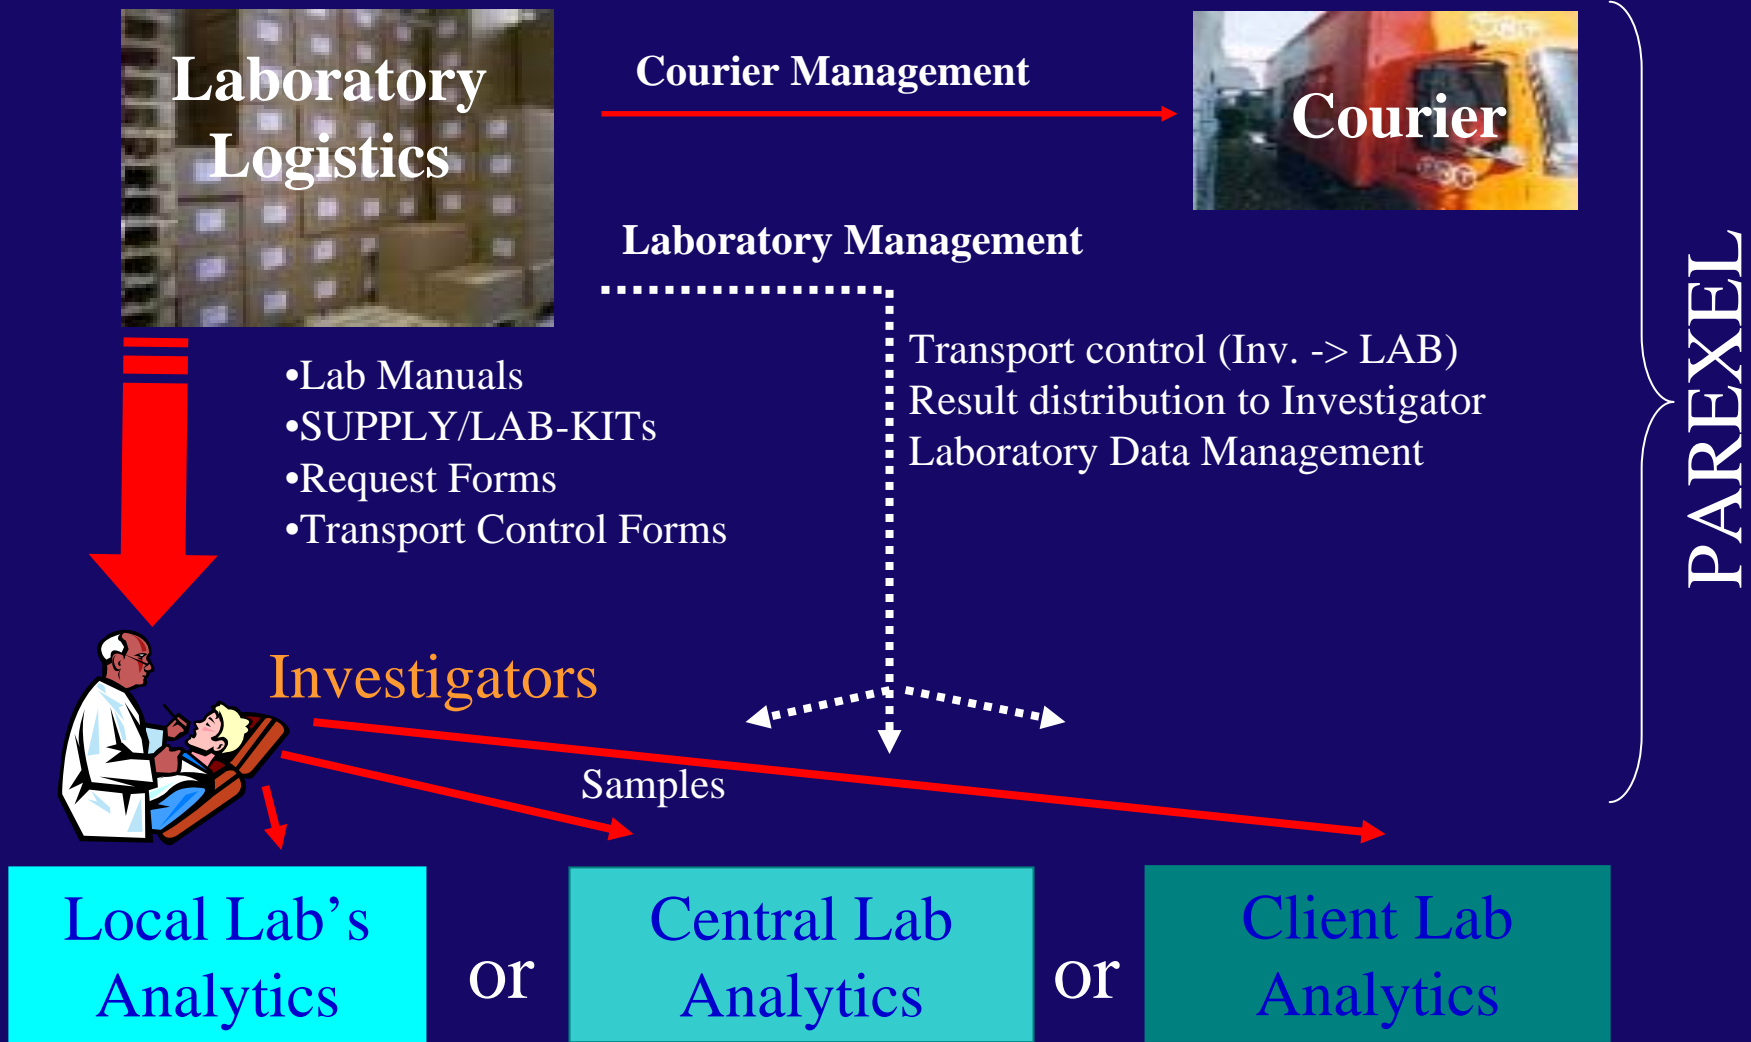 Laboratory
Logistics
Courier Management
Courier
Laboratory Management
Transport control (Inv. -> LAB)
Result distribution to Investigator
Laboratory Data Management
•Lab Manuals
•SUPPLY/LAB-KITs
•Request Forms
•Transport Control Forms
PAREXEL
Investigators
Samples
Local Lab’s
Analytics
or
Central Lab
Analytics
or
Client Lab
Analytics